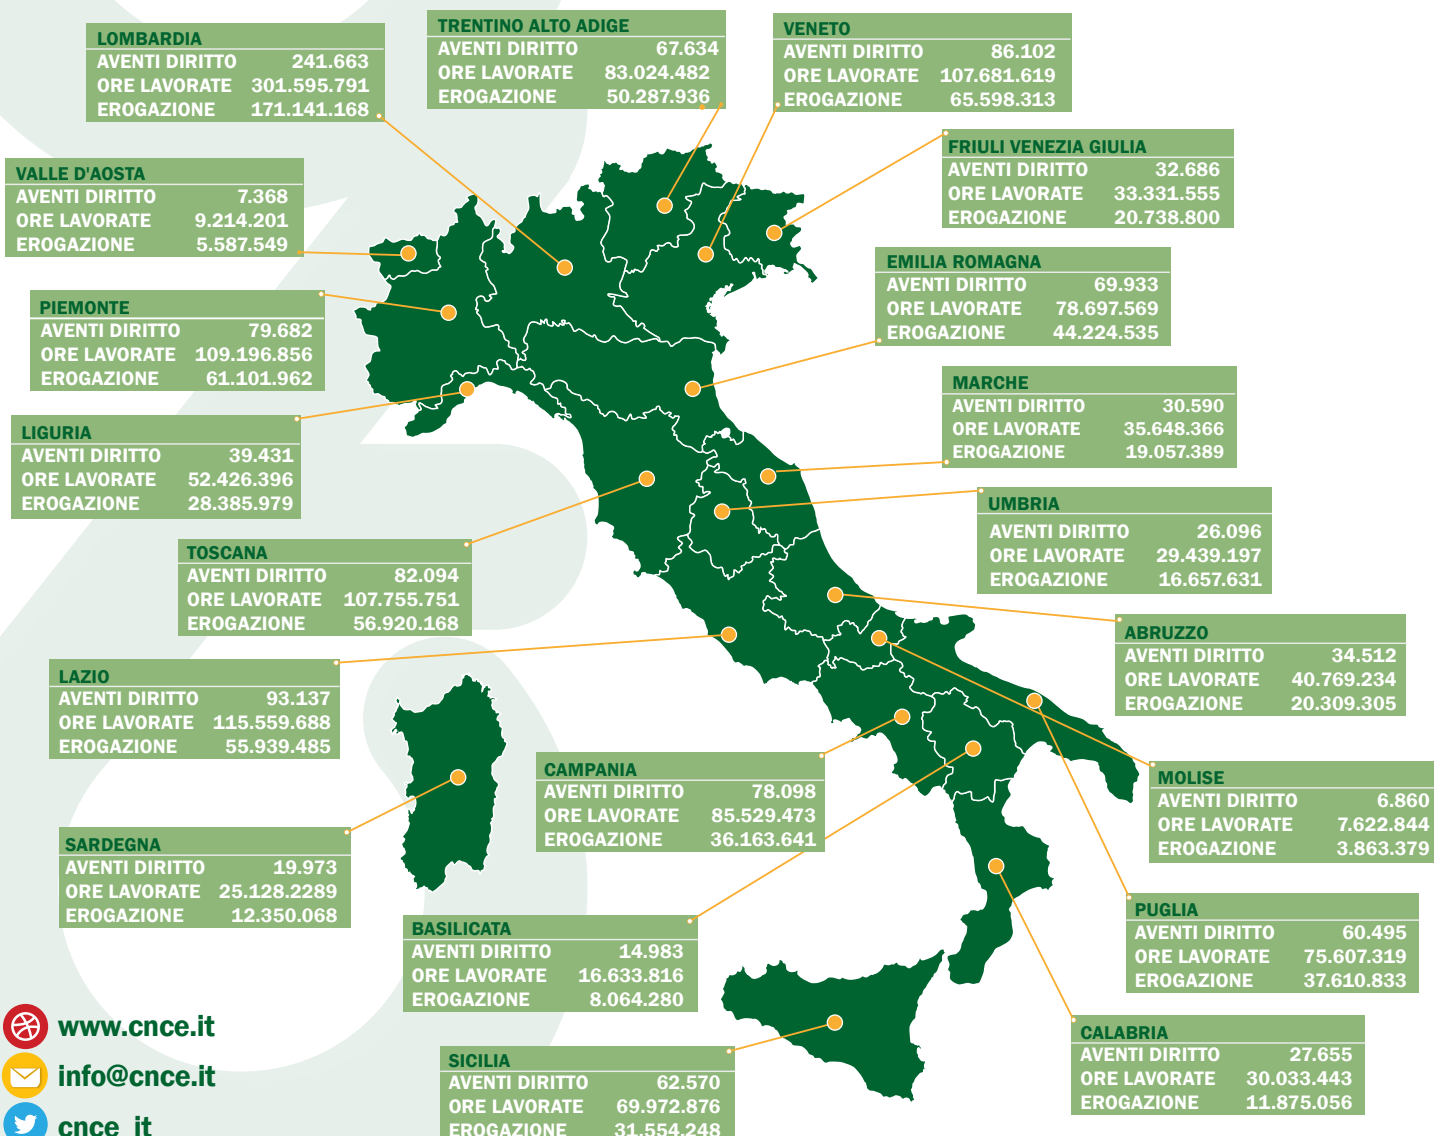 LOMBARDIA
AVENTI DIRITTO 241.663
ORE LAVORATE 301.595.791
EROGAZIONE 171.141.168
TRENTINO ALTO ADIGE
AVENTI DIRITTO 67.634
ORE LAVORATE 83.024.482
EROGAZIONE 50.287.936
VENETO
AVENTI DIRITTO 86.102
ORE LAVORATE 107.681.619
EROGAZIONE 65.598.313
FRIULI VENEZIA GIULIA
AVENTI DIRITTO 32.686
ORE LAVORATE 33.331.555
EROGAZIONE 20.738.800
VALLE D'AOSTA
AVENTI DIRITTO 7.368
ORE LAVORATE 9.214.201
EROGAZIONE 5.587.549
EMILIA ROMAGNA
AVENTI DIRITTO 69.933
ORE LAVORATE 78.697.569
EROGAZIONE 44.224.535
PIEMONTE
AVENTI DIRITTO 79.682
ORE LAVORATE 109.196.856
EROGAZIONE 61.101.962
MARCHE
AVENTI DIRITTO 30.590
ORE LAVORATE 35.648.366
EROGAZIONE 19.057.389
LIGURIA
AVENTI DIRITTO 39.431
ORE LAVORATE 52.426.396
EROGAZIONE 28.385.979
UMBRIA
AVENTI DIRITTO 26.096
ORE LAVORATE 29.439.197
EROGAZIONE 16.657.631
TOSCANA
AVENTI DIRITTO 82.094
ORE LAVORATE 107.755.751
EROGAZIONE 56.920.168
ABRUZZO
AVENTI DIRITTO 34.512
ORE LAVORATE 40.769.234
EROGAZIONE 20.309.305
LAZIO
AVENTI DIRITTO 93.137
ORE LAVORATE 115.559.688
EROGAZIONE 55.939.485
CAMPANIA
AVENTI DIRITTO 78.098
ORE LAVORATE 85.529.473
EROGAZIONE 36.163.641
MOLISE
AVENTI DIRITTO 6.860
ORE LAVORATE 7.622.844
EROGAZIONE 3.863.379
SARDEGNA
AVENTI DIRITTO 19.973
ORE LAVORATE 25.128.2289
EROGAZIONE 12.350.068
PUGLIA
AVENTI DIRITTO 60.495
ORE LAVORATE 75.607.319
EROGAZIONE 37.610.833
BASILICATA
AVENTI DIRITTO 14.983
ORE LAVORATE 16.633.816
EROGAZIONE 8.064.280
CALABRIA
AVENTI DIRITTO 27.655
ORE LAVORATE 30.033.443
EROGAZIONE 11.875.056
SICILIA
AVENTI DIRITTO 62.570
ORE LAVORATE 69.972.876
EROGAZIONE 31.554.248
www.cnce.it
info@cnce.it
cnce_it